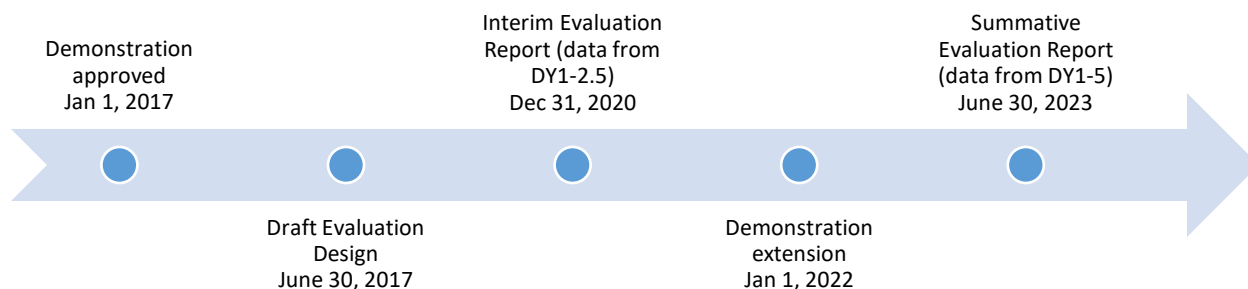 Demonstration
approved
Jan 1, 2017
Draft Evaluation
Design
June 30, 2017
Interim Evaluation
Report (data from
DY1-2.5)
Dec 31, 2020
Demonstration
extension
Jan 1, 2022
Summative
Evaluation Report
(data from DY1-5)
June 30, 2023